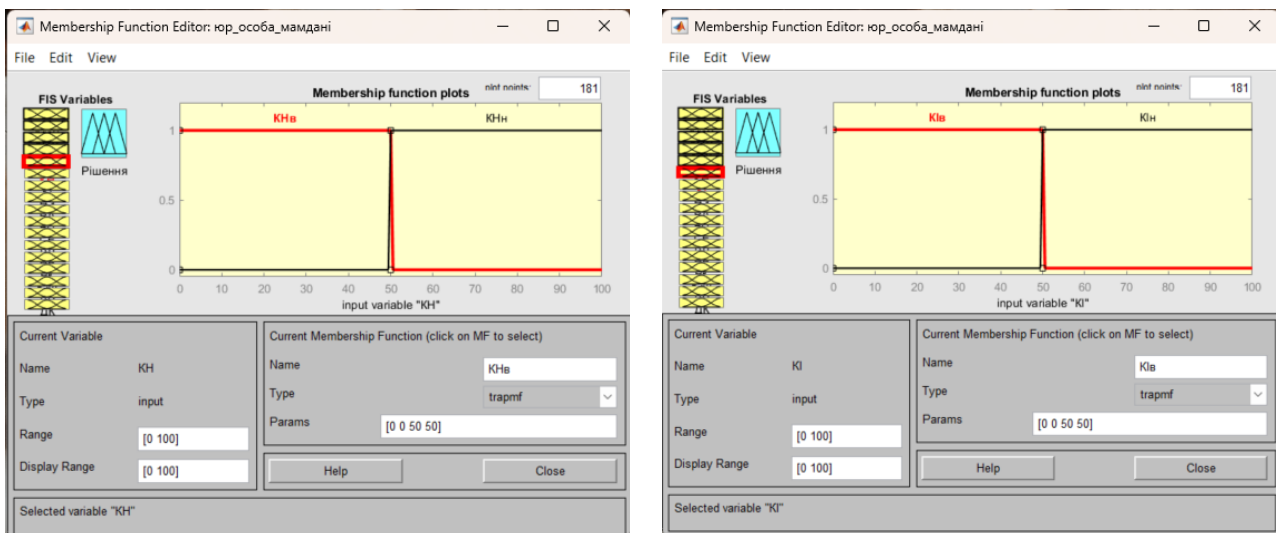 Membership Function Editor: юр_особа_мамдані
File Edit View
FIS Variables
Membership function plots
plot points:
181
Рішення
ДК
КНв
КНн
1
0.5
0
0 10 20 30 40 50 60 70 80 90 100
input variable "КН"
Current Variable
Name КН
Type input
Range [0 100]
Display Range [0 100]
Current Membership Function (click on MF to select)
Name КНв
Type trapmf
Params [0 0 50 50]
Help Close
Selected variable "КН"
Membership Function Editor: юр_особа_мамдані
File Edit View
FIS Variables
Membership function plots
plot points:
181
Рішення
ДК
КІв
КІн
1
0.5
0
0 10 20 30 40 50 60 70 80 90 100
input variable "КІ"
Current Variable
Name КІ
Type input
Range [0 100]
Display Range [0 100]
Current Membership Function (click on MF to select)
Name КІв
Type trapmf
Params [0 0 50 50]
Help Close
Selected variable "КІ"